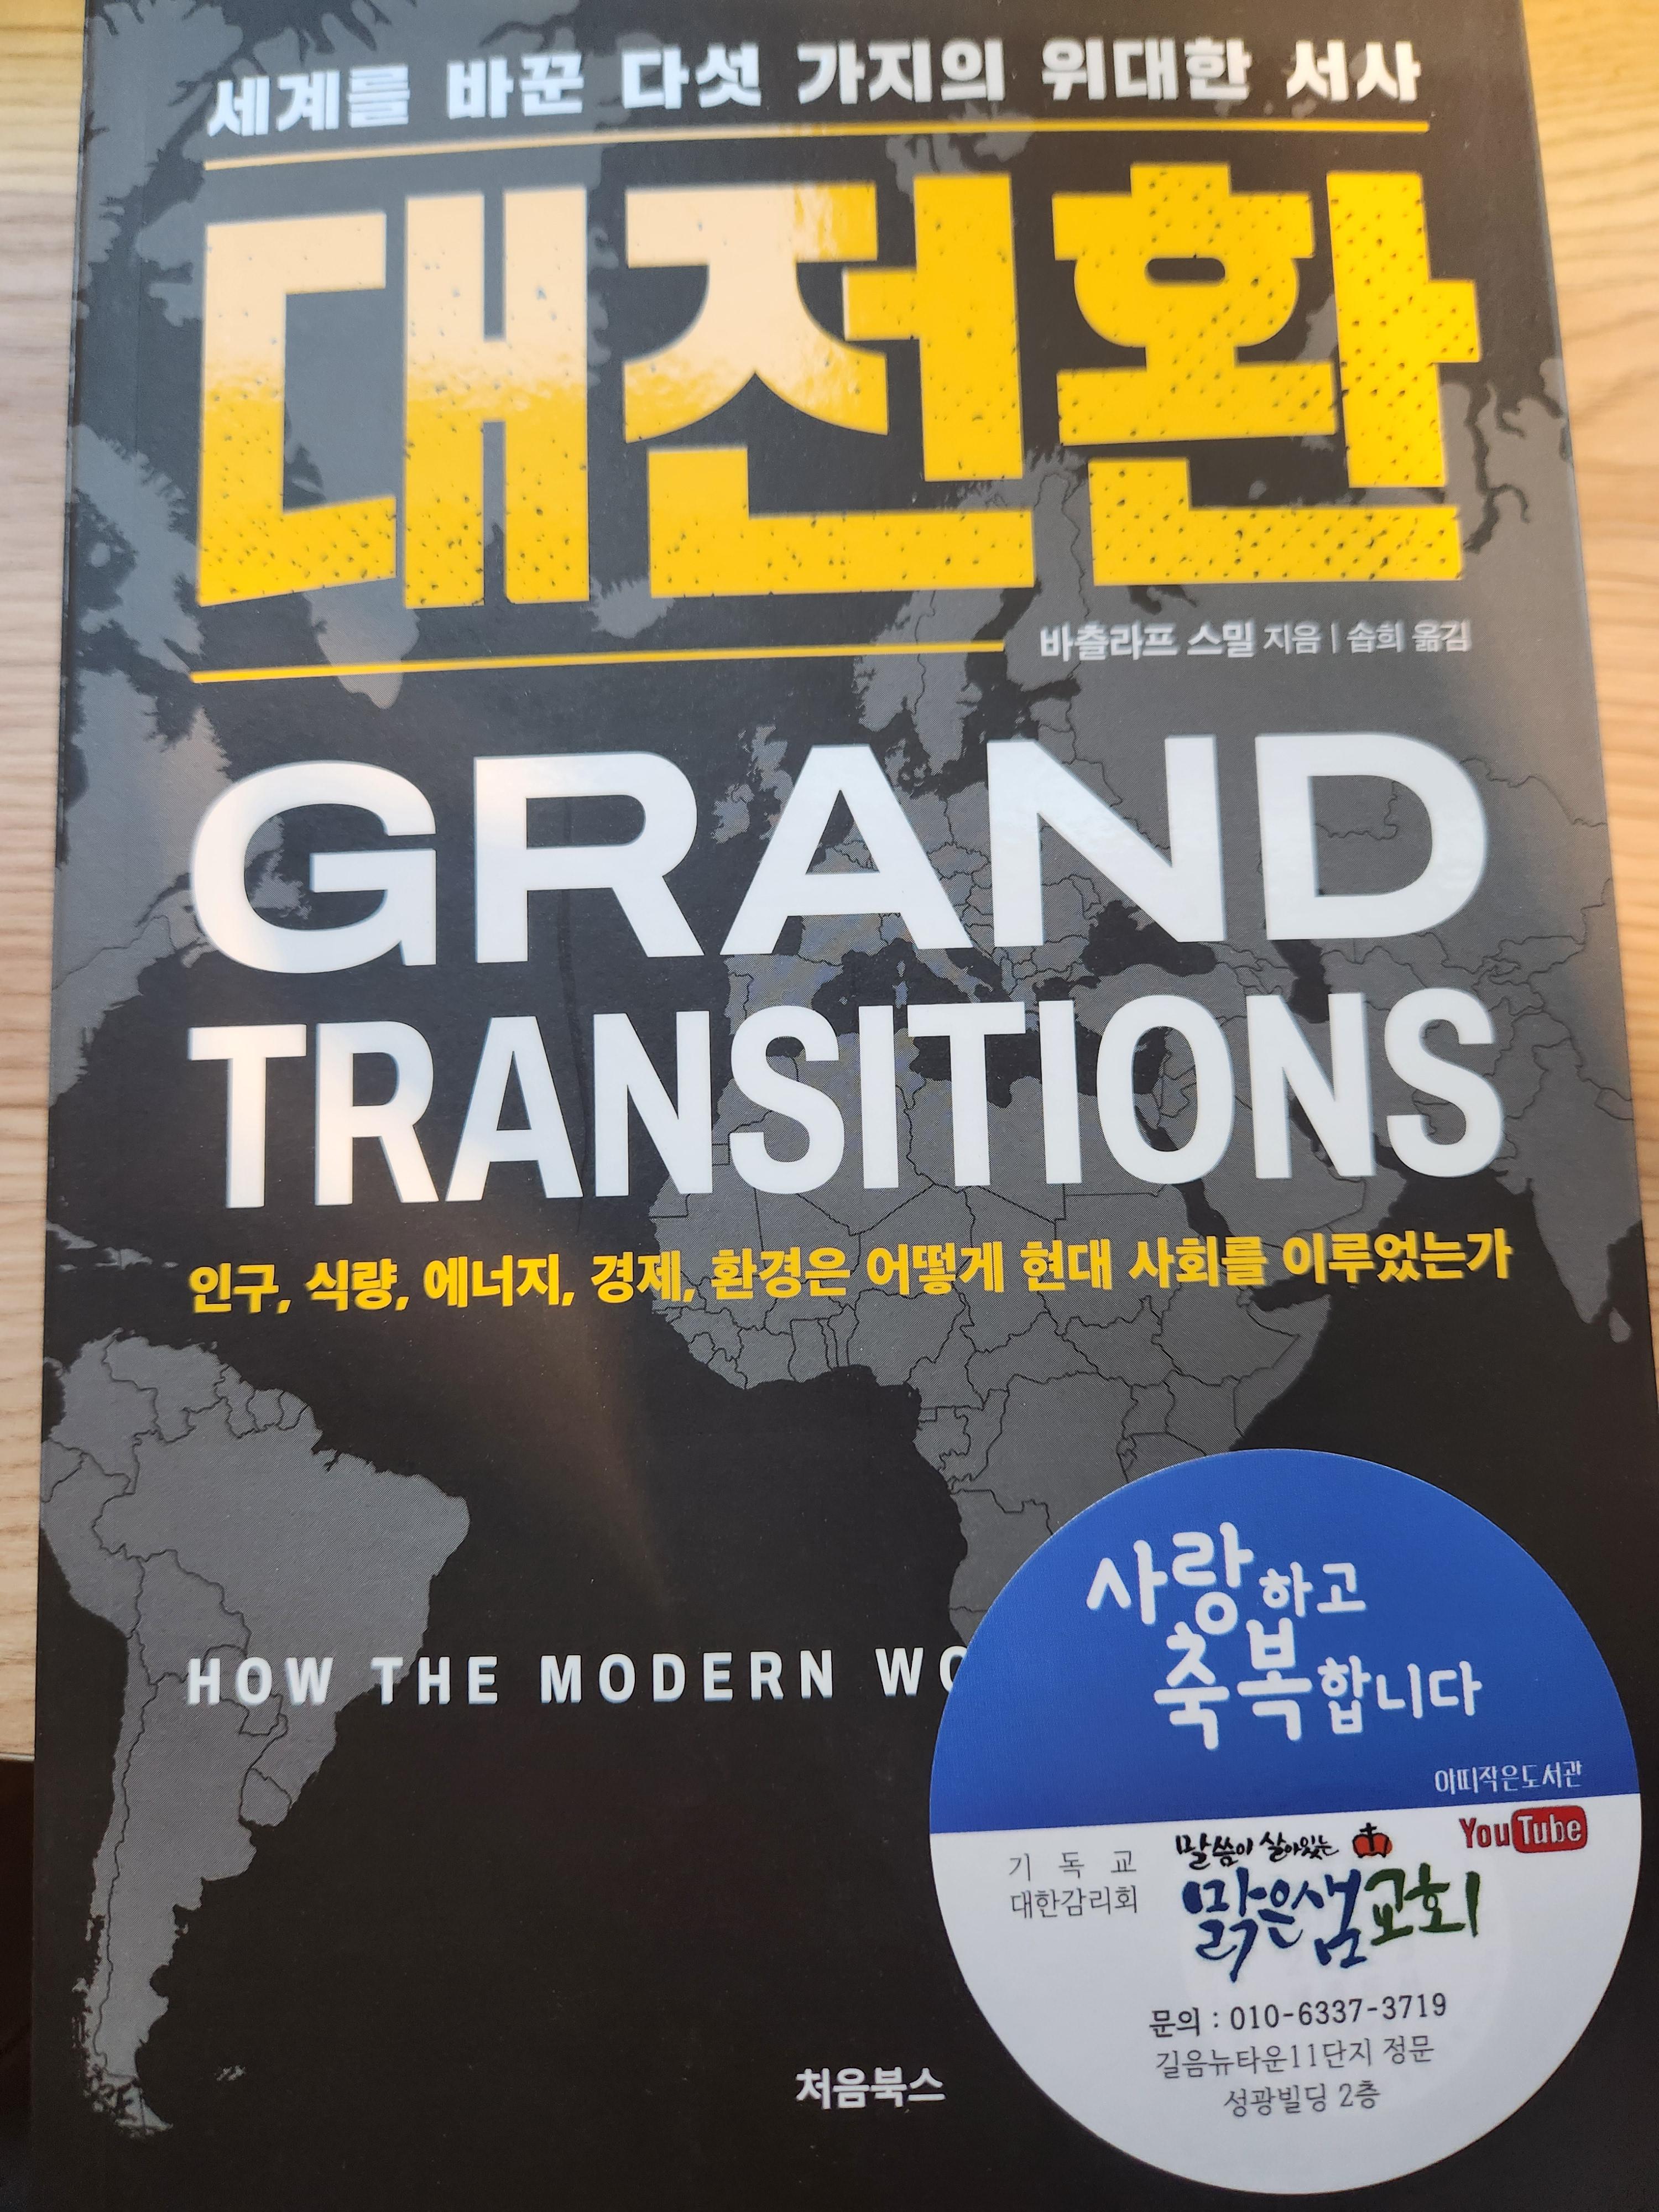 세계를 바꾼 다섯 가지의 위대한 서사
대전환
바츨라프 스밀 지음 | 솝희 옮김
GRAND
TRANSITIONS
인구, 식량, 에너지, 경제, 환경은 어떻게 현대 사회를 이루었는가
HOW THE MODERN
처음북스
사랑하고
축복합니다
아띠작은도서관
YouTube
말씀이 살아있는
기독교
대한감리회
맑은샘교회
문의 : 010-6337-3719
길음뉴타운11단지 정문
성광빌딩 2층